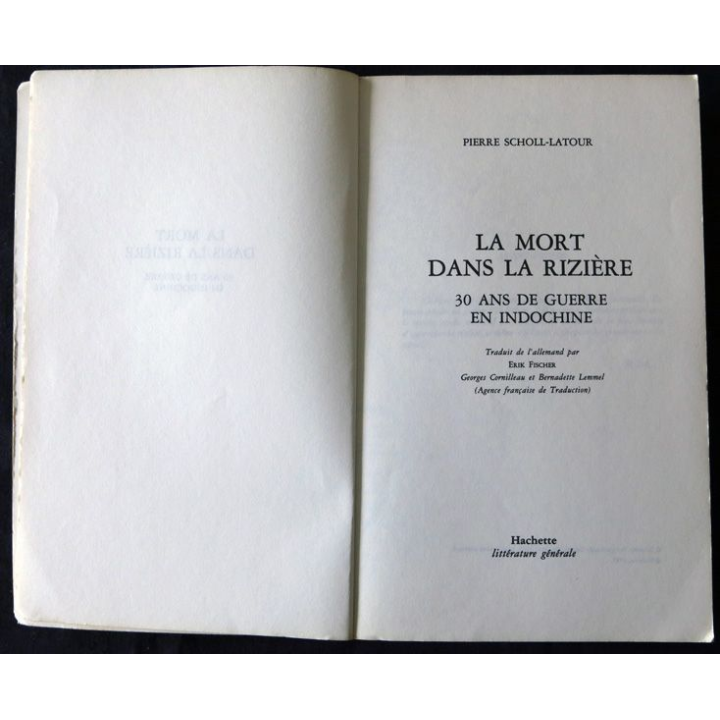 PIERRE SCHOLL-LATOUR
LA MORT
DANS LA RIZIÈRE
30 ANS DE GUERRE
EN INDOCHINE
Traduit de l'allemand par
ERIK FISCHER
Georges Cornilleau et Bernadette Lemmel
(Agence française de Traduction)
Hachette
littérature générale